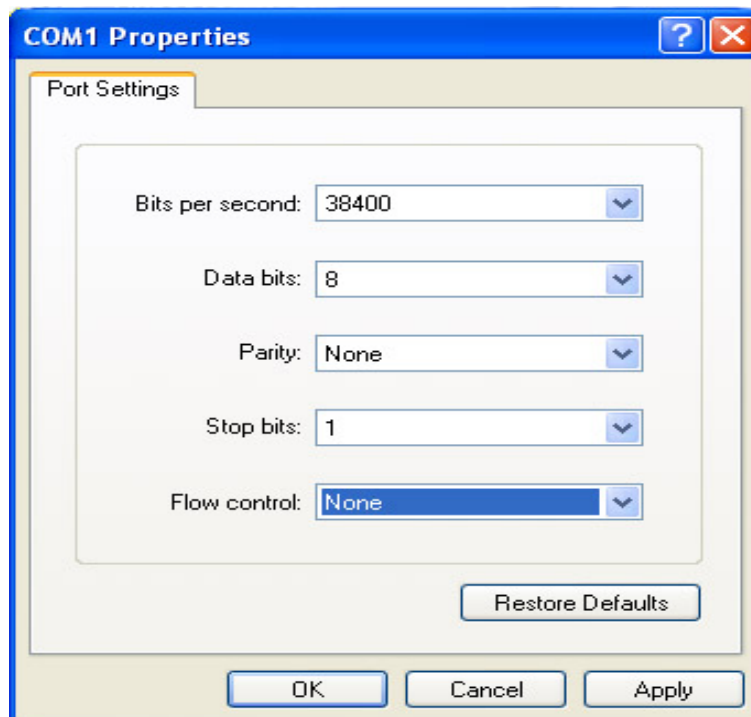 COM1 Properties
Port Settings
Bits per second: 38400
Data bits: 8
Parity: None
Stop bits: 1
Flow control: None
Restore Defaults
OK Cancel Apply